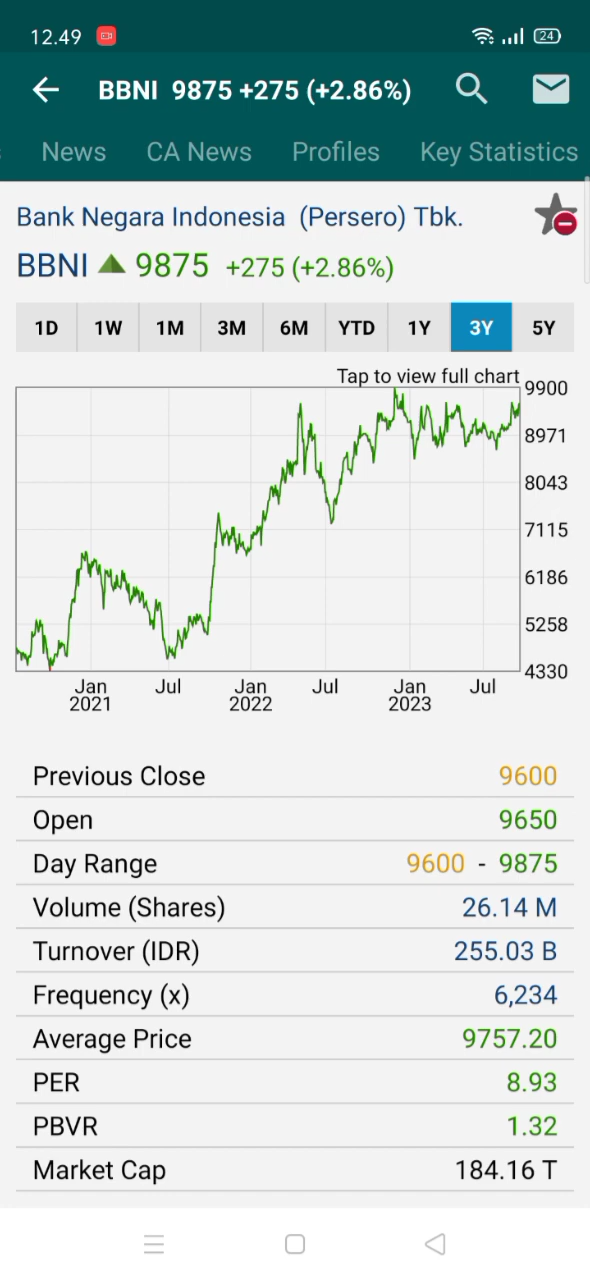 12.49
24
BBNI 9875 +275 (+2.86%)
News CA News Profiles Key Statistics
Bank Negara Indonesia (Persero) Tbk.
BBNI 9875 +275 (+2.86%)
1D 1W 1M 3M 6M YTD 1Y 3Y 5Y
Tap to view full chart
9900
8971
8043
7115
6186
5258
4330
Jan Jul Jan Jul Jan Jul
2021 2022 2023
Previous Close 9600
Open 9650
Day Range 9600 - 9875
Volume (Shares) 26.14 M
Turnover (IDR) 255.03 B
Frequency (x) 6,234
Average Price 9757.20
PER 8.93
PBVR 1.32
Market Cap 184.16 T